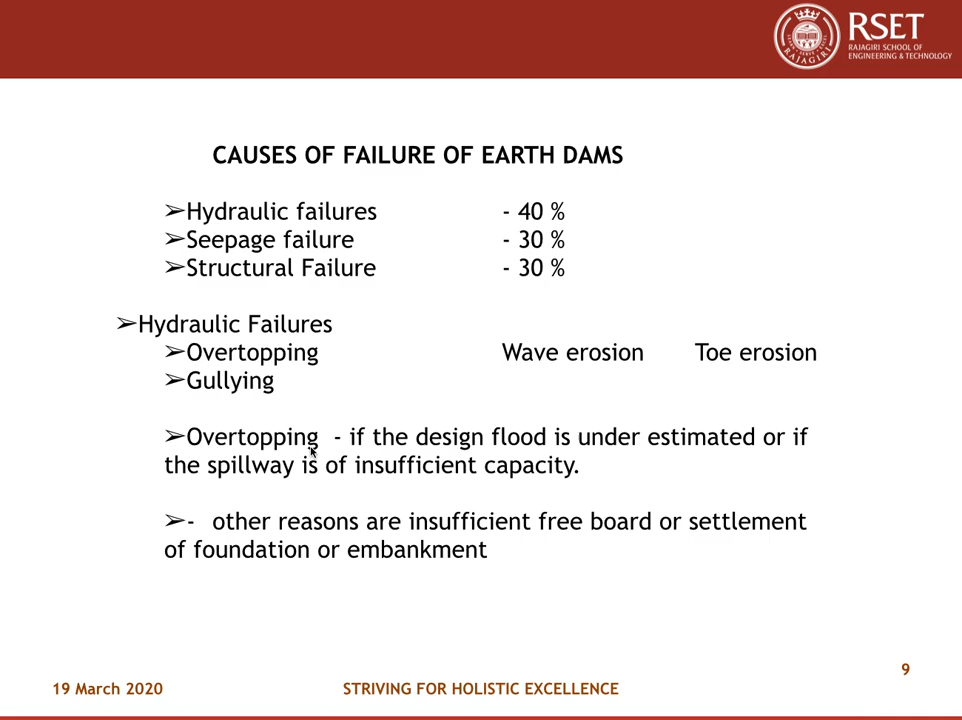 RSET
RAJAGIRI SCHOOL OF
ENGINEERING & TECHNOLOGY
RAJAGIRI
CAUSES OF FAILURE OF EARTH DAMS
➢Hydraulic failures - 40 %
➢Seepage failure - 30 %
➢Structural Failure - 30 %
➢Hydraulic Failures
➢Overtopping Wave erosion Toe erosion
➢Gullying
➢Overtopping - if the design flood is under estimated or if
the spillway is of insufficient capacity.
➢- other reasons are insufficient free board or settlement
of foundation or embankment
9
19 March 2020 STRIVING FOR HOLISTIC EXCELLENCE